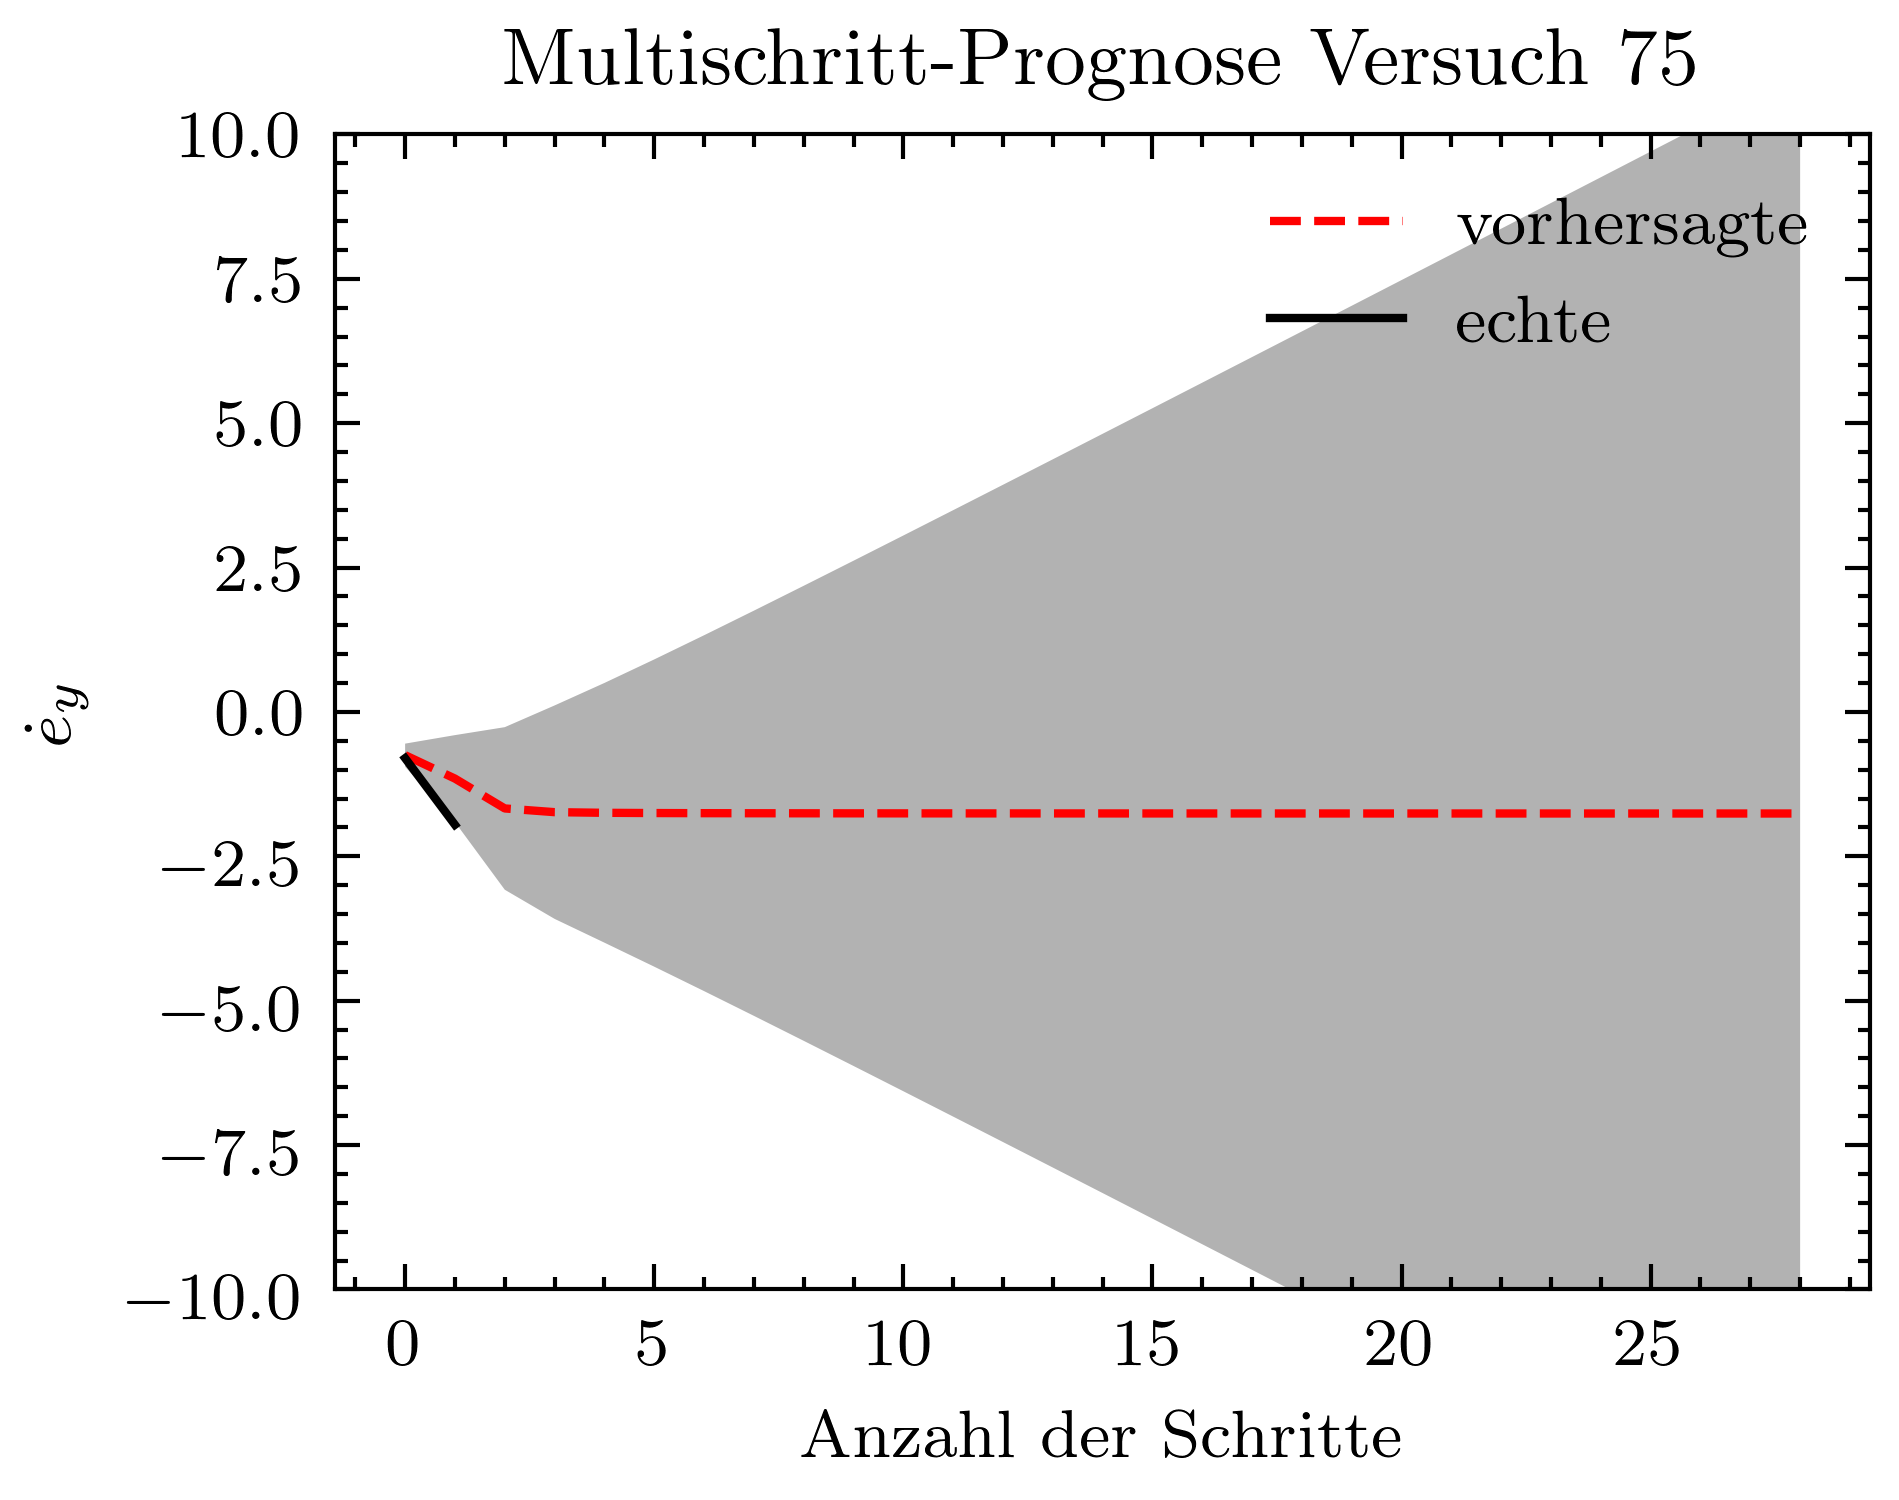 Multischritt-Prognose Versuch 75
10.0
7.5
5.0
2.5
0.0
−2.5
−5.0
−7.5
−10.0
ė_y
vorhersagte
echte
0 5 10 15 20 25
Anzahl der Schritte